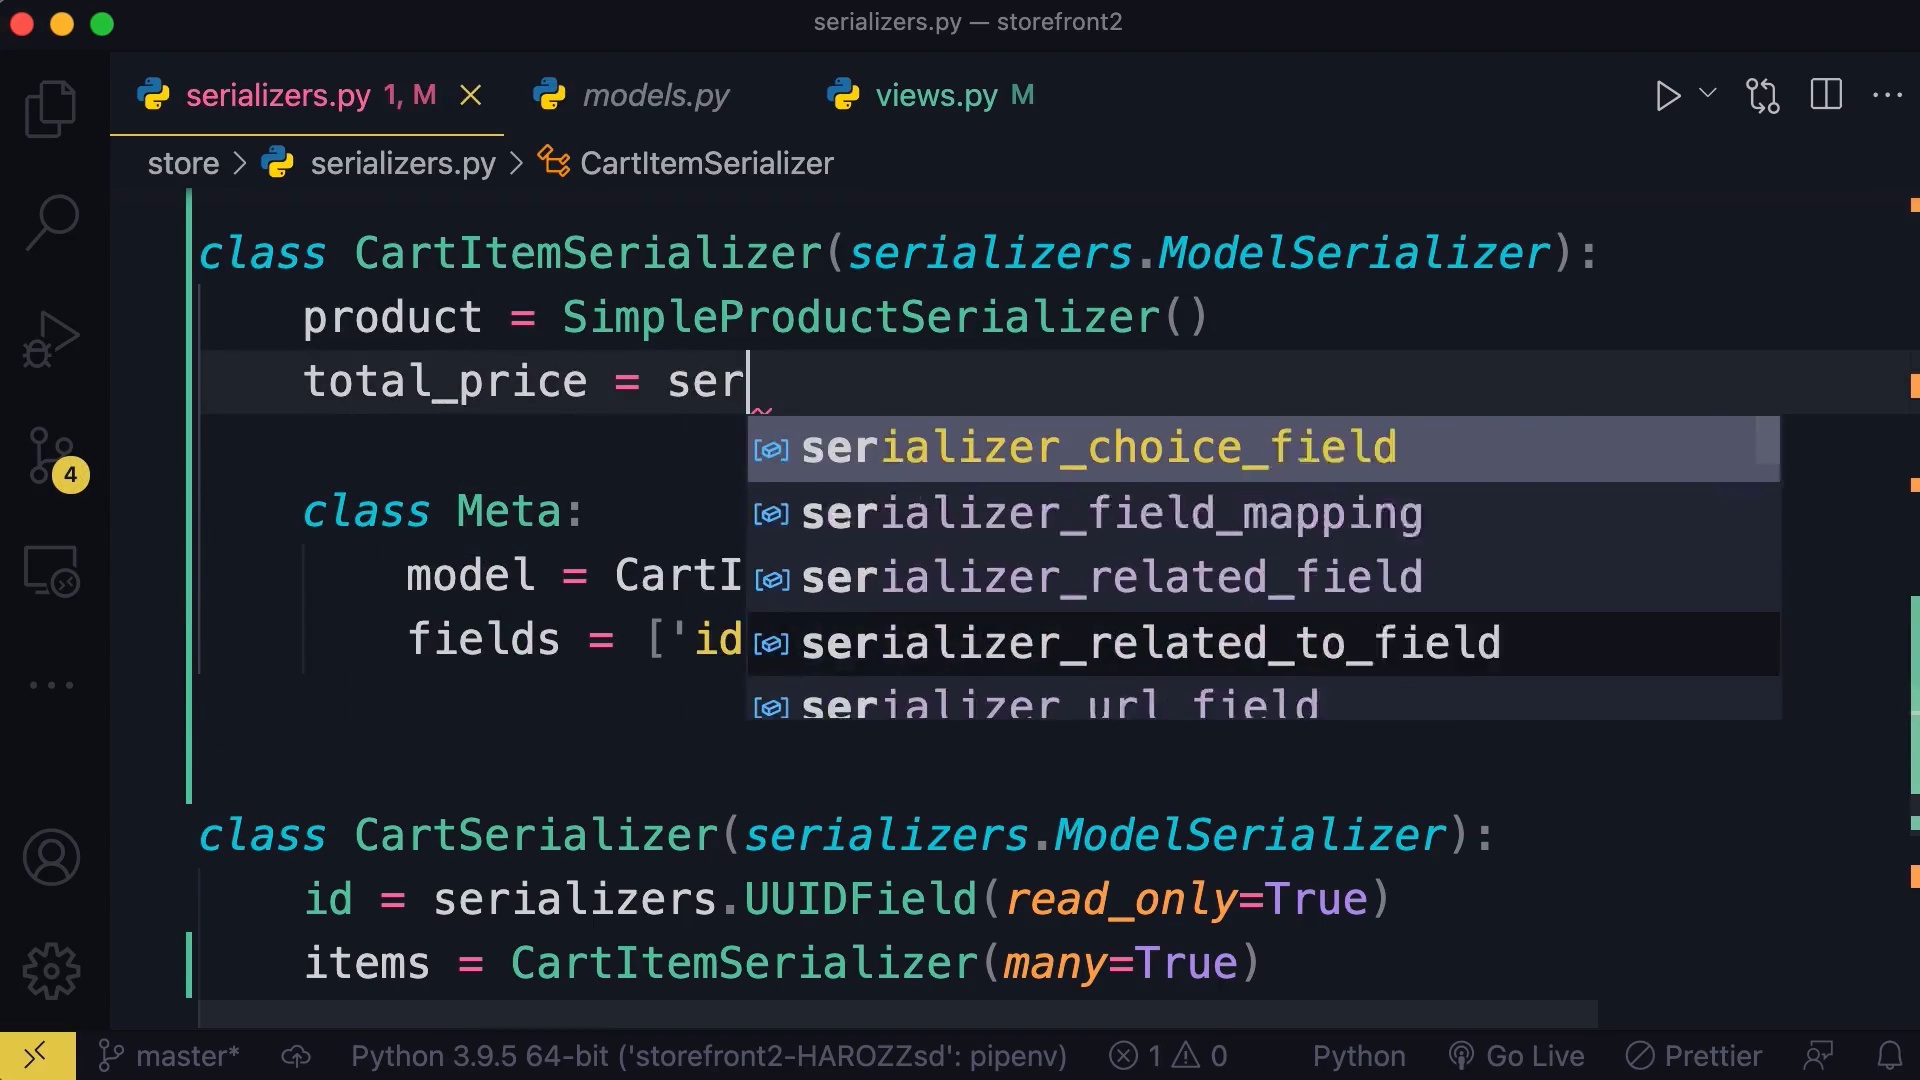 serializers.py — storefront2
serializers.py 1, M
models.py
views.py M
store > serializers.py > CartItemSerializer
class CartItemSerializer(serializers.ModelSerializer):
product = SimpleProductSerializer()
total_price = ser
serializer_choice_field
serializer_field_mapping
class Meta:
serializer_related_field
model = CartI
serializer_related_to_field
fields = ['id
serializer_url_field
class CartSerializer(serializers.ModelSerializer):
id = serializers.UUIDField(read_only=True)
items = CartItemSerializer(many=True)
4
master* Python 3.9.5 64-bit ('storefront2-HAROZZsd': pipenv) 1 0 Python Go Live Prettier